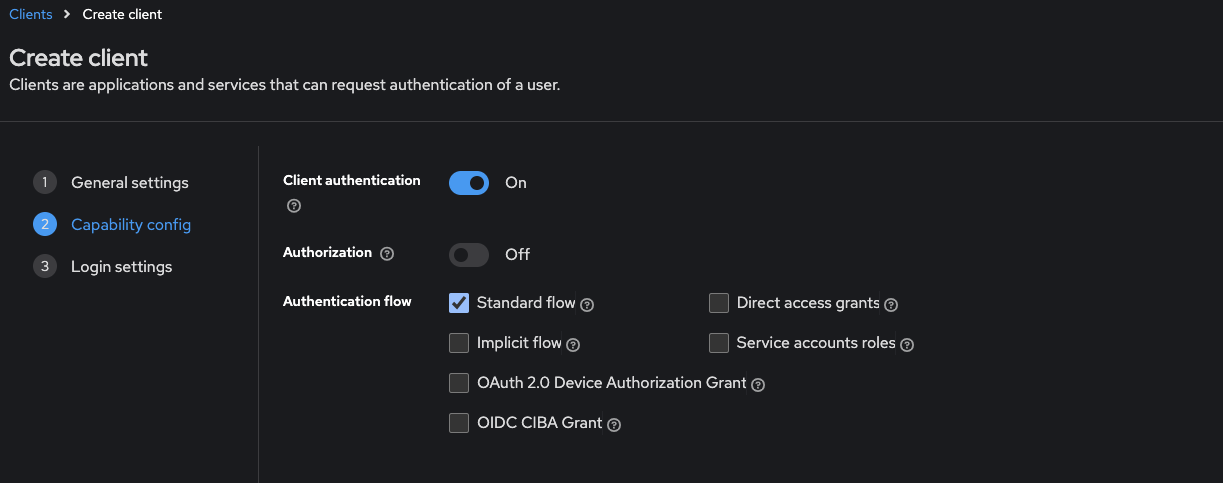 Clients > Create client
Create client
Clients are applications and services that can request authentication of a user.
1 General settings
2 Capability config
3 Login settings
Client authentication ? On
Authorization ? Off
Authentication flow
Standard flow ? Direct access grants ?
Implicit flow ? Service accounts roles ?
OAuth 2.0 Device Authorization Grant ?
OIDC CIBA Grant ?